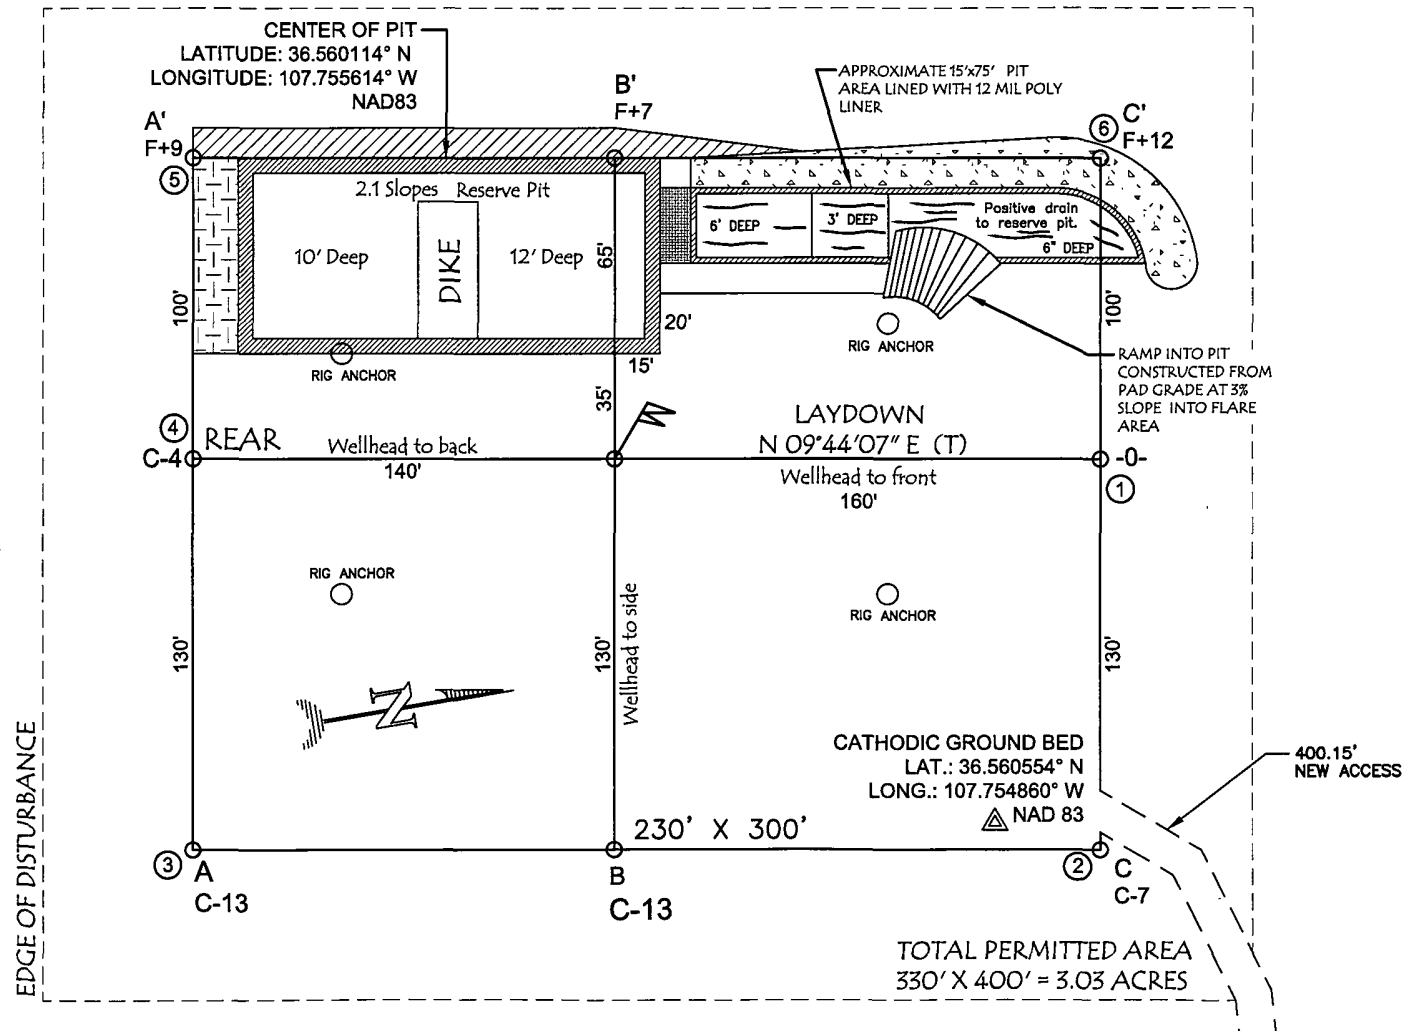 CENTER OF PIT
LATITUDE: 36.560114° N
LONGITUDE: 107.755614° W
NAD83
B'
F+7
APPROXIMATE 15'x75' PIT
AREA LINED WITH 12 MIL POLY
LINER
A'
F+9
5
6
C'
F+12
2.1 Slopes Reserve Pit
10' Deep
DIKE
12' Deep
65'
6' DEEP
3' DEEP
Positive drain
to reserve pit.
6" DEEP
100'
20'
15'
35'
100'
RIG ANCHOR
RIG ANCHOR
RAMP INTO PIT
CONSTRUCTED FROM
PAD GRADE AT 3%
SLOPE INTO FLARE
AREA
4
C-4
REAR
Wellhead to back
140'
LAYDOWN
N 09°44'07" E (T)
Wellhead to front
160'
-0-
1
RIG ANCHOR
RIG ANCHOR
130'
130'
Wellhead to side
130'
N
CATHODIC GROUND BED
LAT.: 36.560554° N
LONG.: 107.754860° W
NAD 83
400.15'
NEW ACCESS
230' X 300'
3
A
C-13
B
C-13
2
C
C-7
EDGE OF DISTURBANCE
TOTAL PERMITTED AREA
330' X 400' = 3.03 ACRES